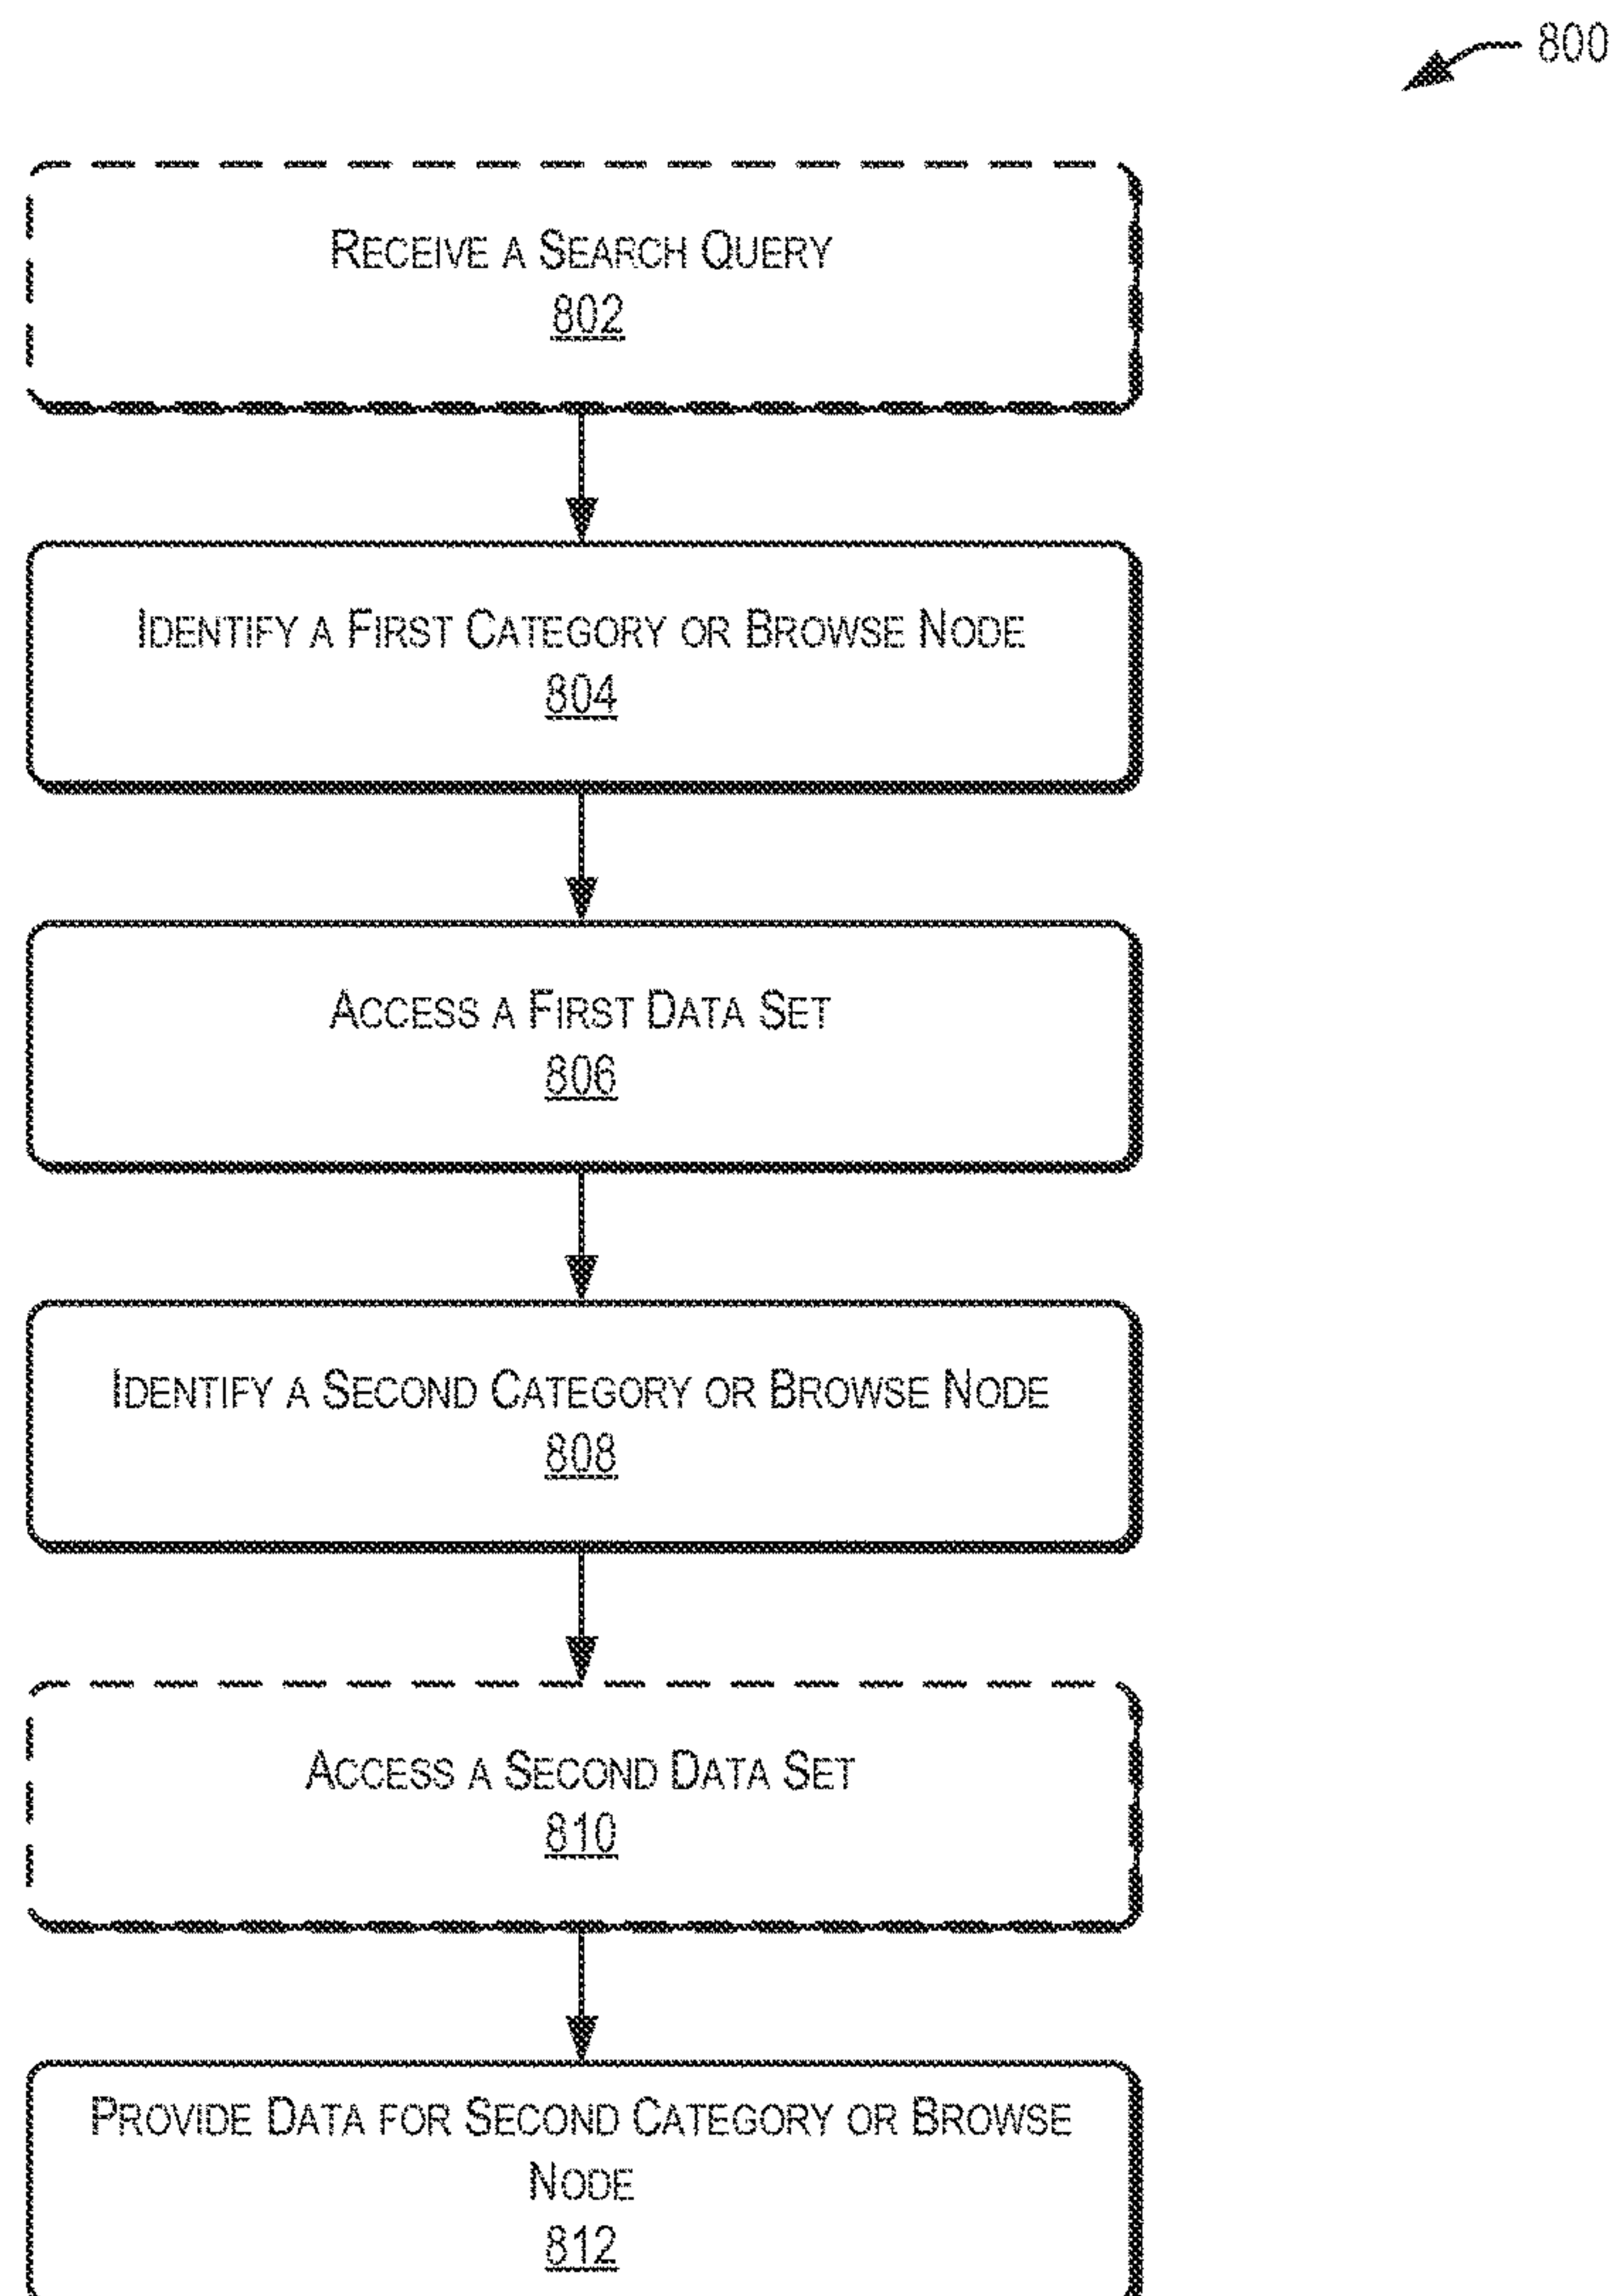 800
RECEIVE A SEARCH QUERY
802
IDENTIFY A FIRST CATEGORY OR BROWSE NODE
804
ACCESS A FIRST DATA SET
806
IDENTIFY A SECOND CATEGORY OR BROWSE NODE
808
ACCESS A SECOND DATA SET
810
PROVIDE DATA FOR SECOND CATEGORY OR BROWSE
NODE
812